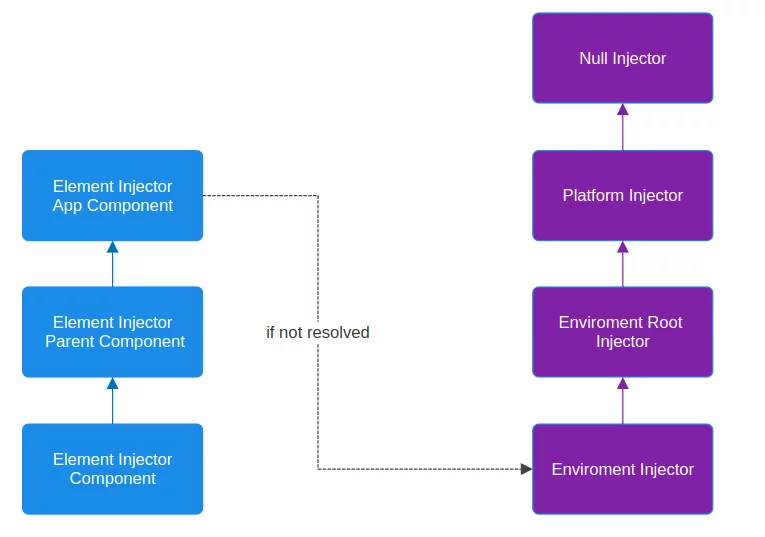 Null Injector
Element Injector
App Component
Platform Injector
Element Injector
Parent Component
if not resolved
Enviroment Root
Injector
Element Injector
Component
Enviroment Injector